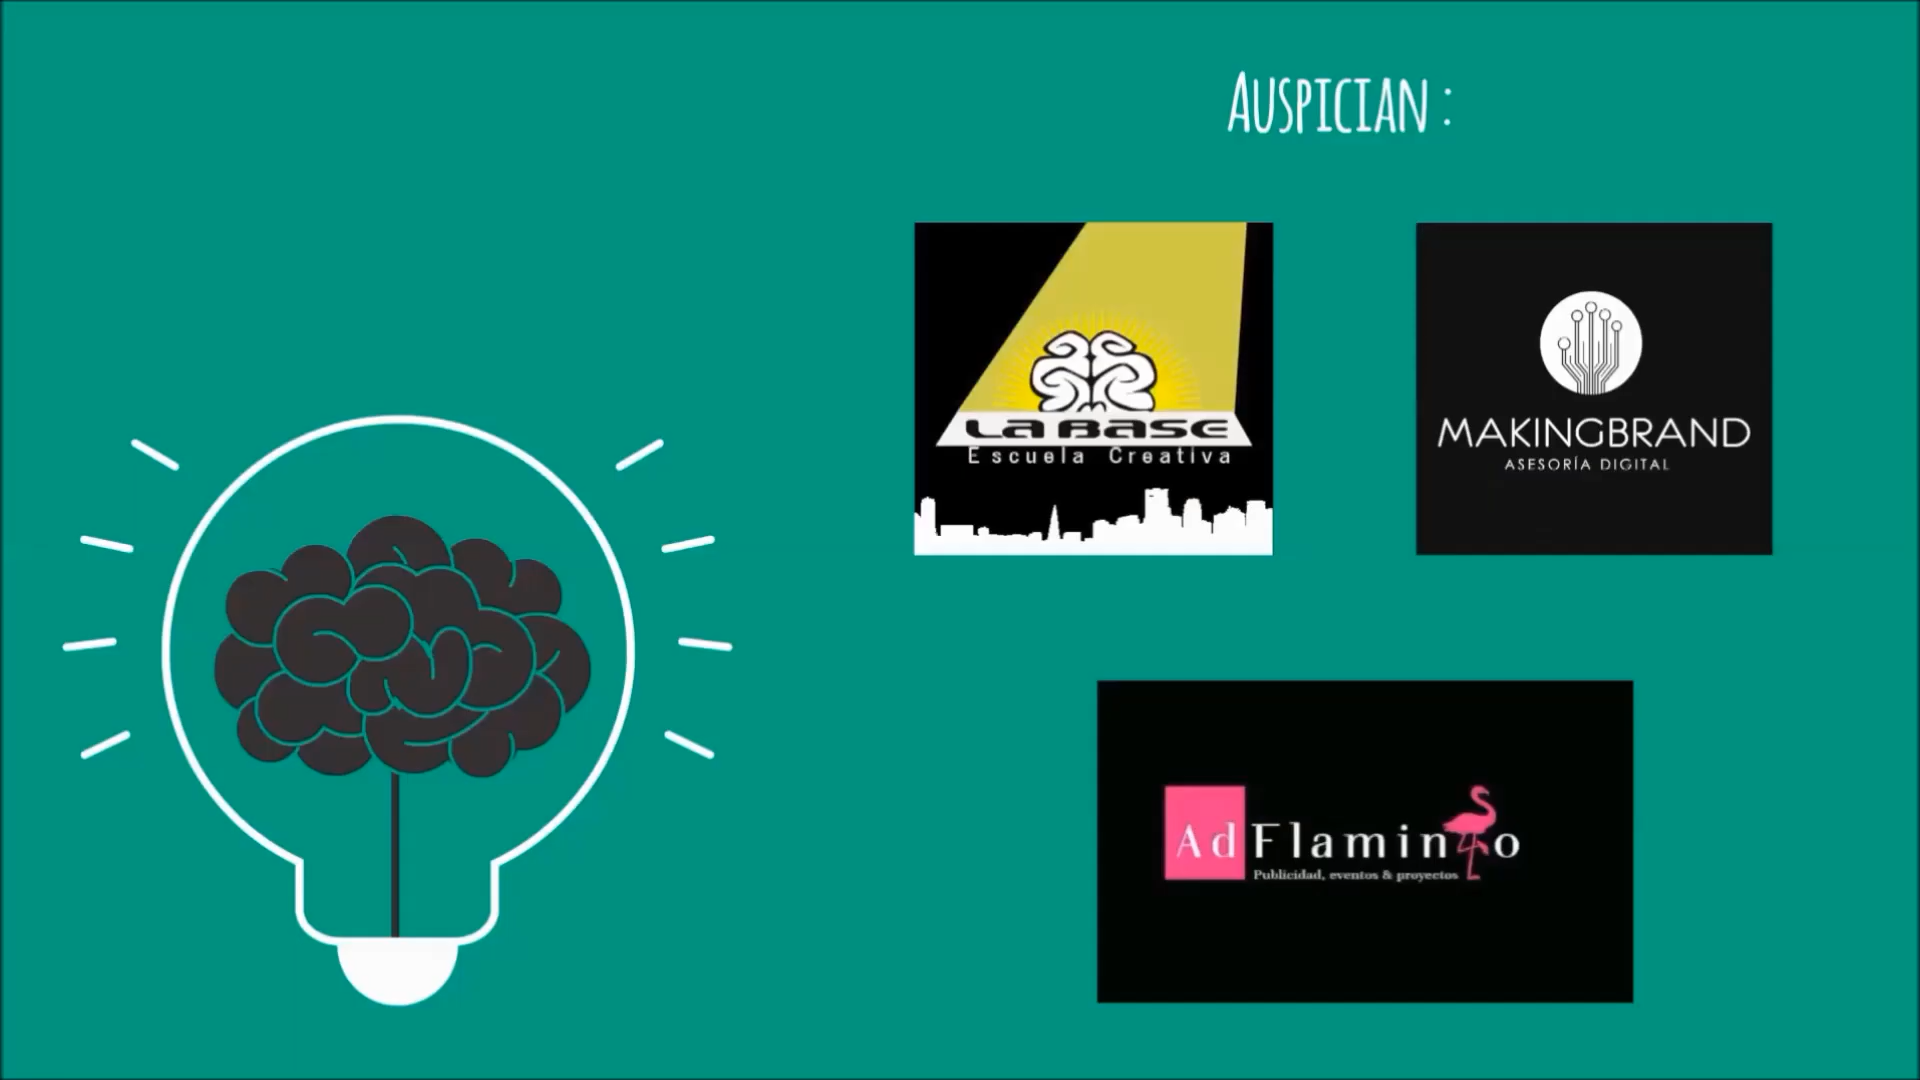 AUSPICIAN :
LA BASE
Escuela Creativa
MAKINGBRAND
ASESORÍA DIGITAL
AdFlamingo
Publicidad, eventos & proyectos